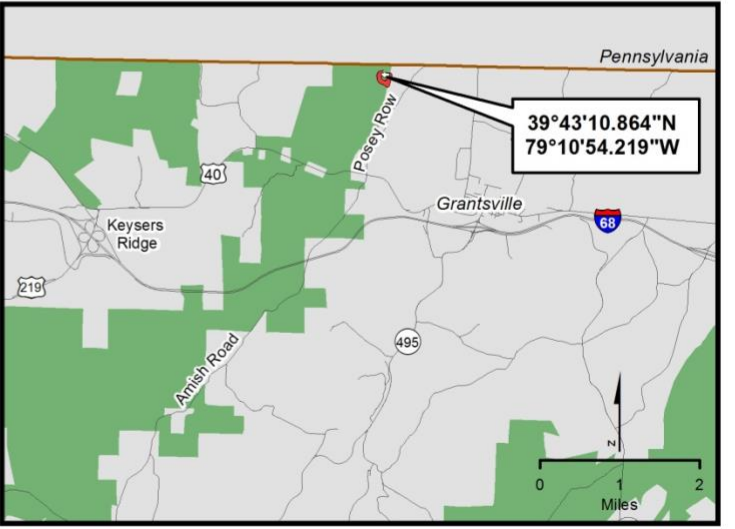 Pennsylvania
39°43'10.864"N
79°10'54.219"W
Posey Row
40
Grantsville
68
Keysers
Ridge
219
495
Amish Road
N
0 1 2
Miles